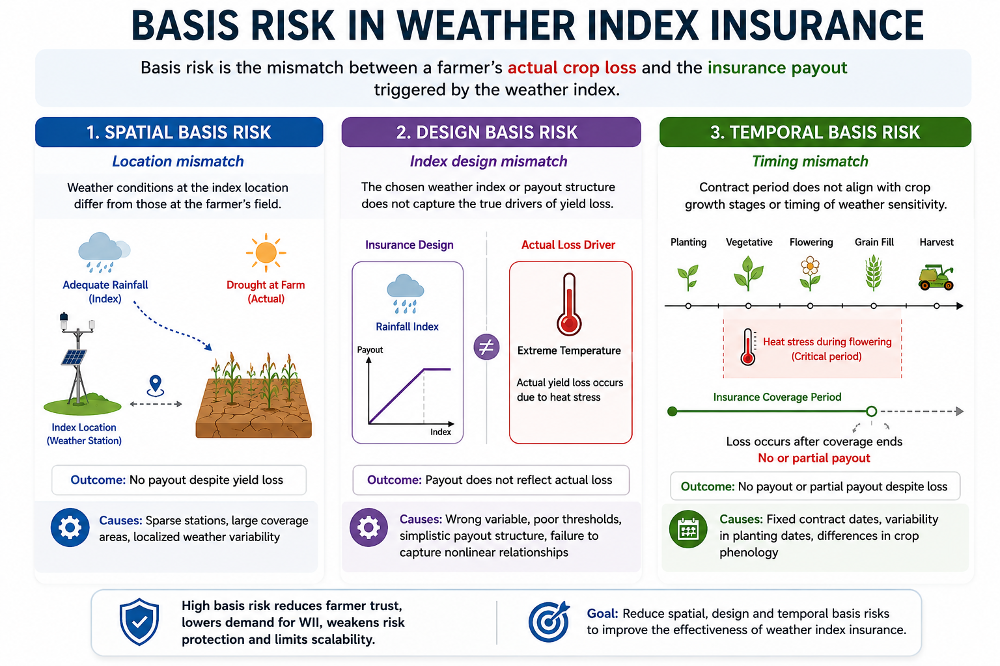 BASIS RISK IN WEATHER INDEX INSURANCE
Basis risk is the mismatch between a farmer's actual crop loss and the insurance payout
triggered by the weather index.
1. SPATIAL BASIS RISK
Location mismatch
Weather conditions at the index location
differ from those at the farmer's field.
Adequate Rainfall
(Index)
Drought at Farm
(Actual)
Index Location
(Weather Station)
Outcome: No payout despite yield loss
Causes: Sparse stations, large coverage
areas, localized weather variability
2. DESIGN BASIS RISK
Index design mismatch
The chosen weather index or payout structure
does not capture the true drivers of yield loss.
Insurance Design
Rainfall Index
Payout
Index
≠
Actual Loss Driver
Extreme Temperature
Actual yield loss occurs
due to heat stress
Outcome: Payout does not reflect actual loss
Causes: Wrong variable, poor thresholds,
simplistic payout structure, failure to
capture nonlinear relationships
3. TEMPORAL BASIS RISK
Timing mismatch
Contract period does not align with crop
growth stages or timing of weather sensitivity.
Planting
Vegetative
Flowering
Grain Fill
Harvest
Heat stress during flowering
(Critical period)
Insurance Coverage Period
Loss occurs after coverage ends
No or partial payout
Outcome: No payout or partial payout despite loss
Causes: Fixed contract dates, variability
in planting dates, differences in crop
phenology
High basis risk reduces farmer trust,
lowers demand for WII, weakens risk
protection and limits scalability.
Goal: Reduce spatial, design and temporal basis risks
to improve the effectiveness of weather index insurance.